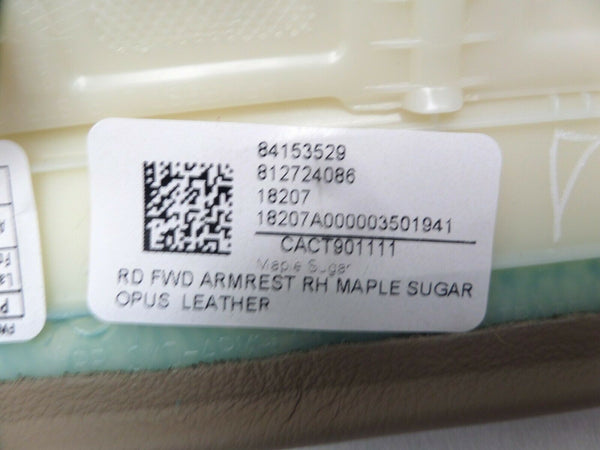 84153529
812724086
18207
18207A000003501941
CACT901111
Maple Sugar
RD FWD ARMREST RH MAPLE SUGAR
OPUS LEATHER